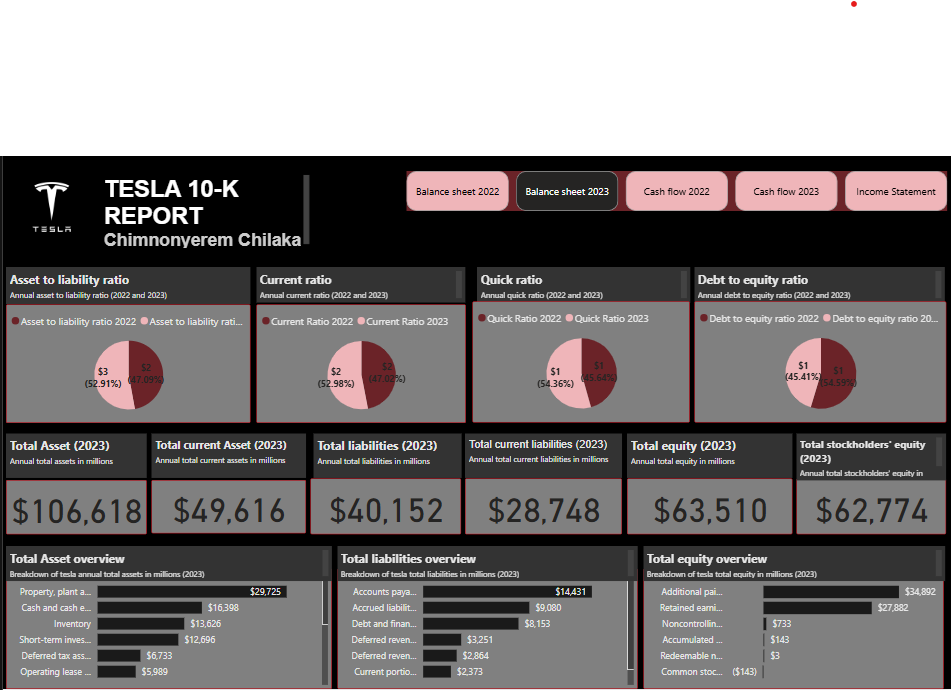 TESLA
TESLA 10-K
REPORT
Chimnonyerem Chilaka
Balance sheet 2022
Balance sheet 2023
Cash flow 2022
Cash flow 2023
Income Statement
Asset to liability ratio
Annual asset to liability ratio (2022 and 2023)
Asset to liability ratio 2022 Asset to liability rati...
$3
(52.91%)
$2
(47.09%)
Current ratio
Annual current ratio (2022 and 2023)
Current Ratio 2022 Current Ratio 2023
$2
(52.98%)
$2
(47.02%)
Quick ratio
Annual quick ratio (2022 and 2023)
Quick Ratio 2022 Quick Ratio 2023
$1
(54.36%)
$1
(45.64%)
Debt to equity ratio
Annual debt to equity ratio (2022 and 2023)
Debt to equity ratio 2022 Debt to equity ratio 20...
$1
(45.41%)
$1
(54.59%)
Total Asset (2023)
Annual total assets in millions
$106,618
Total current Asset (2023)
Annual total current assets in millions
$49,616
Total liabilities (2023)
Annual total liabilities in millions
$40,152
Total current liabilities (2023)
Annual total current liabilities in millions
$28,748
Total equity (2023)
Annual total equity in millions
$63,510
Total stockholders' equity
(2023)
Annual total stockholders' equity in
$62,774
Total Asset overview
Breakdown of tesla annual total assets in millions (2023)
Property, plant a... $29,725
Cash and cash e... $16,398
Inventory $13,626
Short-term inves... $12,696
Deferred tax ass... $6,733
Operating lease ... $5,989
Total liabilities overview
Breakdown of tesla total liabilities in millions (2023)
Accounts paya... $14,431
Accrued liabilit... $9,080
Debt and finan... $8,153
Deferred reven... $3,251
Deferred reven... $2,864
Current portio... $2,373
Total equity overview
Breakdown of tesla total equity in millions (2023)
Additional pai... $34,892
Retained earni... $27,882
Noncontrollin... $733
Accumulated ... $143
Redeemable n... $3
Common stoc... ($143)